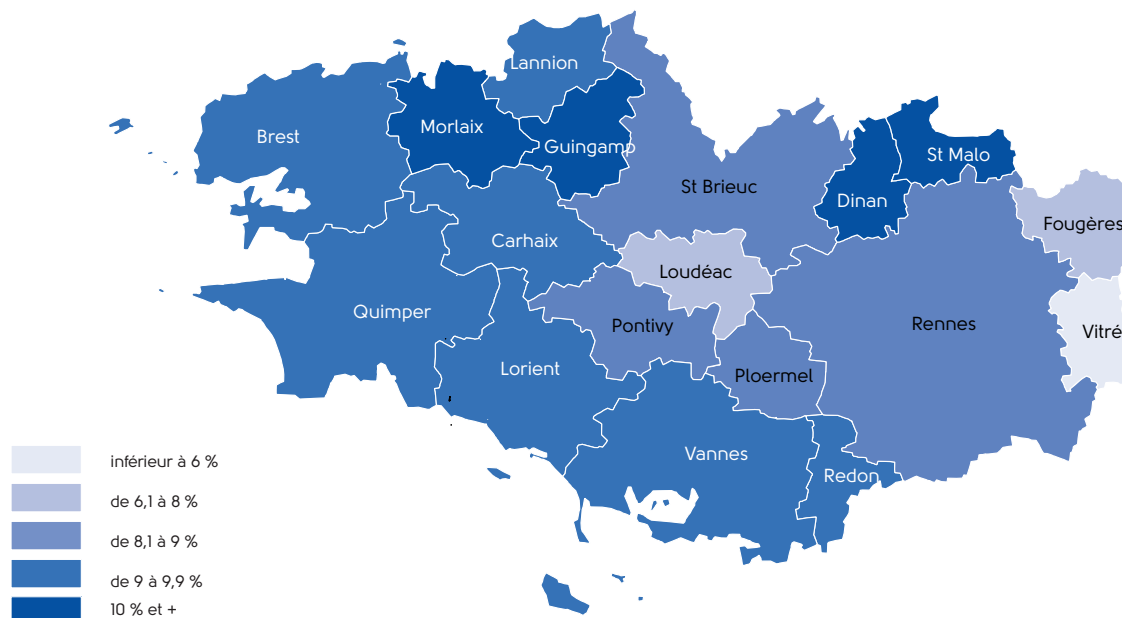 Lannion
Brest
Morlaix
Guingamp
St Malo
St Brieuc
Dinan
Fougères
Carhaix
Loudéac
Quimper
Pontivy
Rennes
Vitré
Lorient
Ploermel
Vannes
Redon
inférieur à 6 %
de 6,1 à 8 %
de 8,1 à 9 %
de 9 à 9,9 %
10 % et +